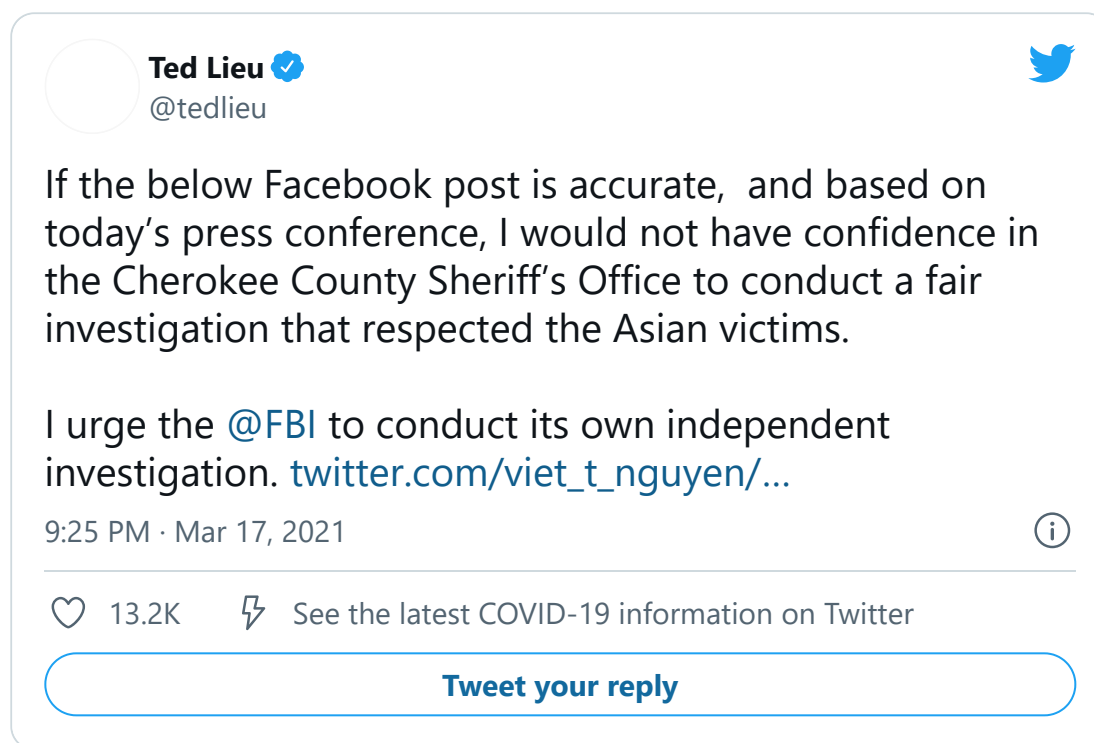 Ted Lieu
@tedlieu
If the below Facebook post is accurate,  and based on
today’s press conference, I would not have confidence in
the Cherokee County Sheriff’s Office to conduct a fair
investigation that respected the Asian victims.
I urge the @FBI to conduct its own independent
investigation. twitter.com/viet_t_nguyen/…
9:25 PM · Mar 17, 2021
13.2K See the latest COVID-19 information on Twitter
Tweet your reply